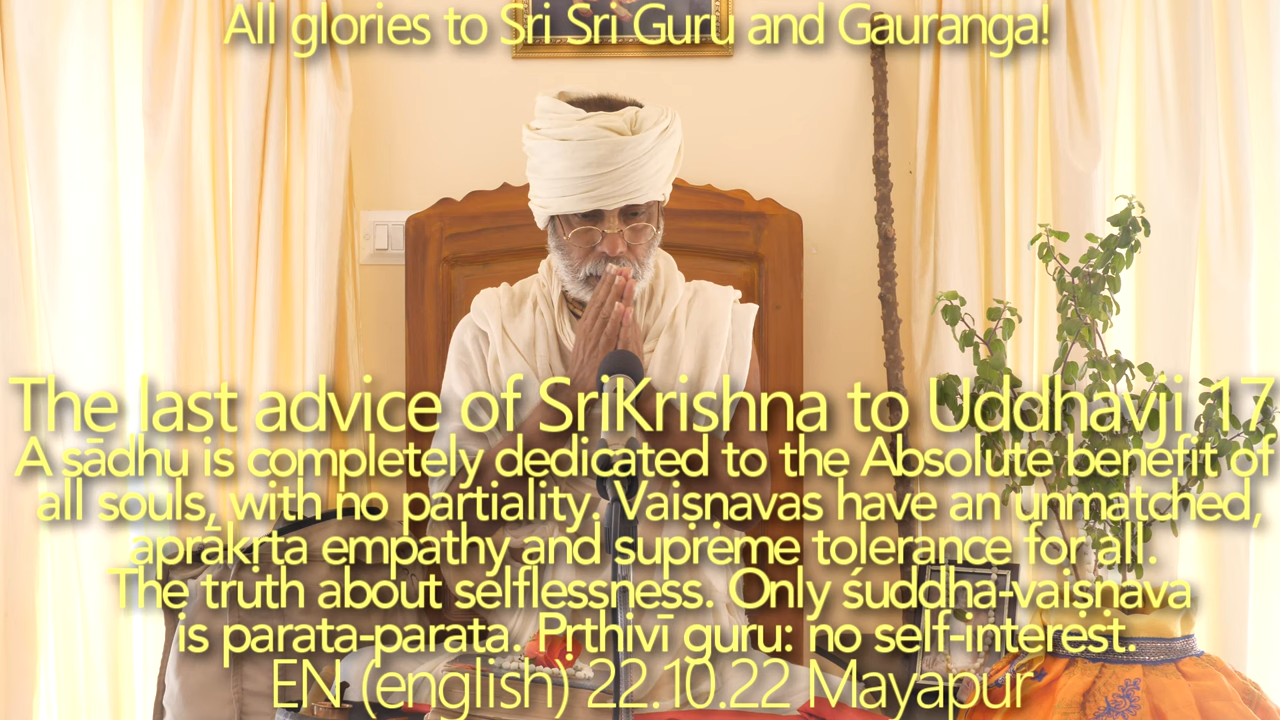 All glories to Sri Sri Guru and Gauranga!
The last advice of SriKrishna to Uddhavji 17
A sādhu is completely dedicated to the Absolute benefit of
all souls, with no partiality. Vaiṣṇavas have an unmatched,
aprākṛta empathy and supreme tolerance for all.
The truth about selflessness. Only śuddha-vaiṣṇava
is parata-parata. Pṛthivī guru: no self-interest.
EN (english) 22.10.22 Mayapur